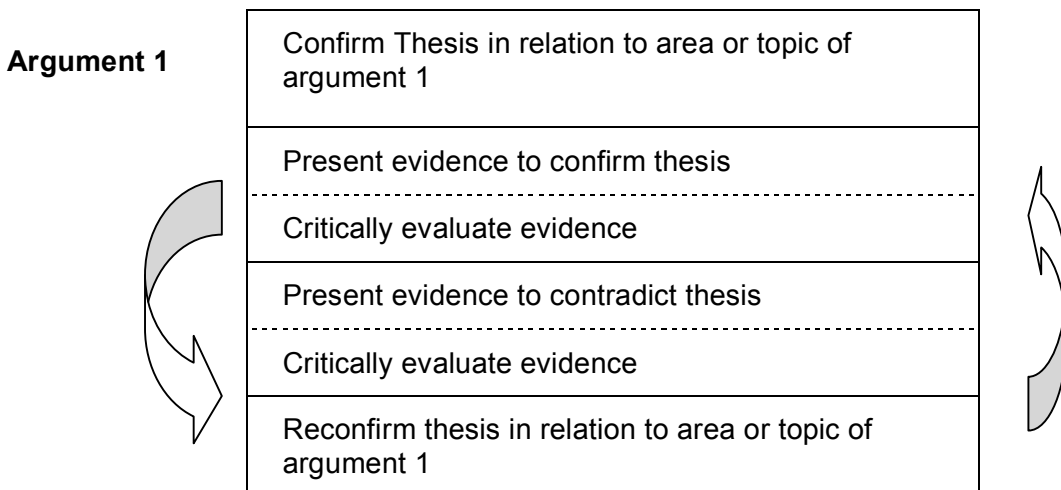 Argument 1
Confirm Thesis in relation to area or topic of
argument 1
Present evidence to confirm thesis
Critically evaluate evidence
Present evidence to contradict thesis
Critically evaluate evidence
Reconfirm thesis in relation to area or topic of
argument 1